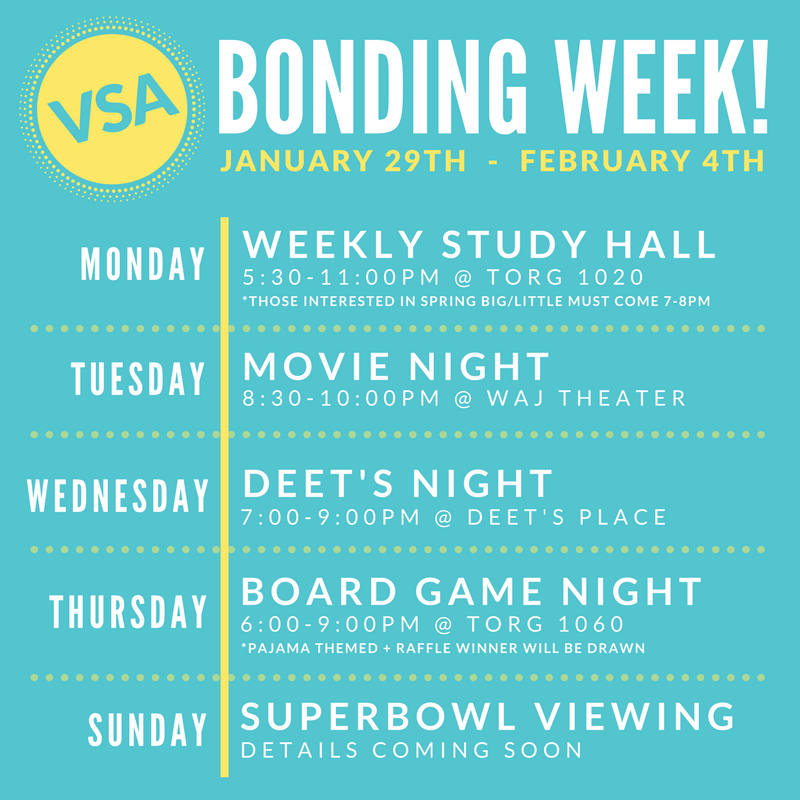 VSA
BONDING WEEK!
JANUARY 29TH - FEBRUARY 4TH
MONDAY
WEEKLY STUDY HALL
5:30-11:00PM @ TORG 1020
*THOSE INTERESTED IN SPRING BIG/LITTLE MUST COME 7-8PM
TUESDAY
MOVIE NIGHT
8:30-10:00PM @ WAJ THEATER
WEDNESDAY
DEET'S NIGHT
7:00-9:00PM @ DEET'S PLACE
THURSDAY
BOARD GAME NIGHT
6:00-9:00PM @ TORG 1060
*PAJAMA THEMED + RAFFLE WINNER WILL BE DRAWN
SUNDAY
SUPERBOWL VIEWING
DETAILS COMING SOON